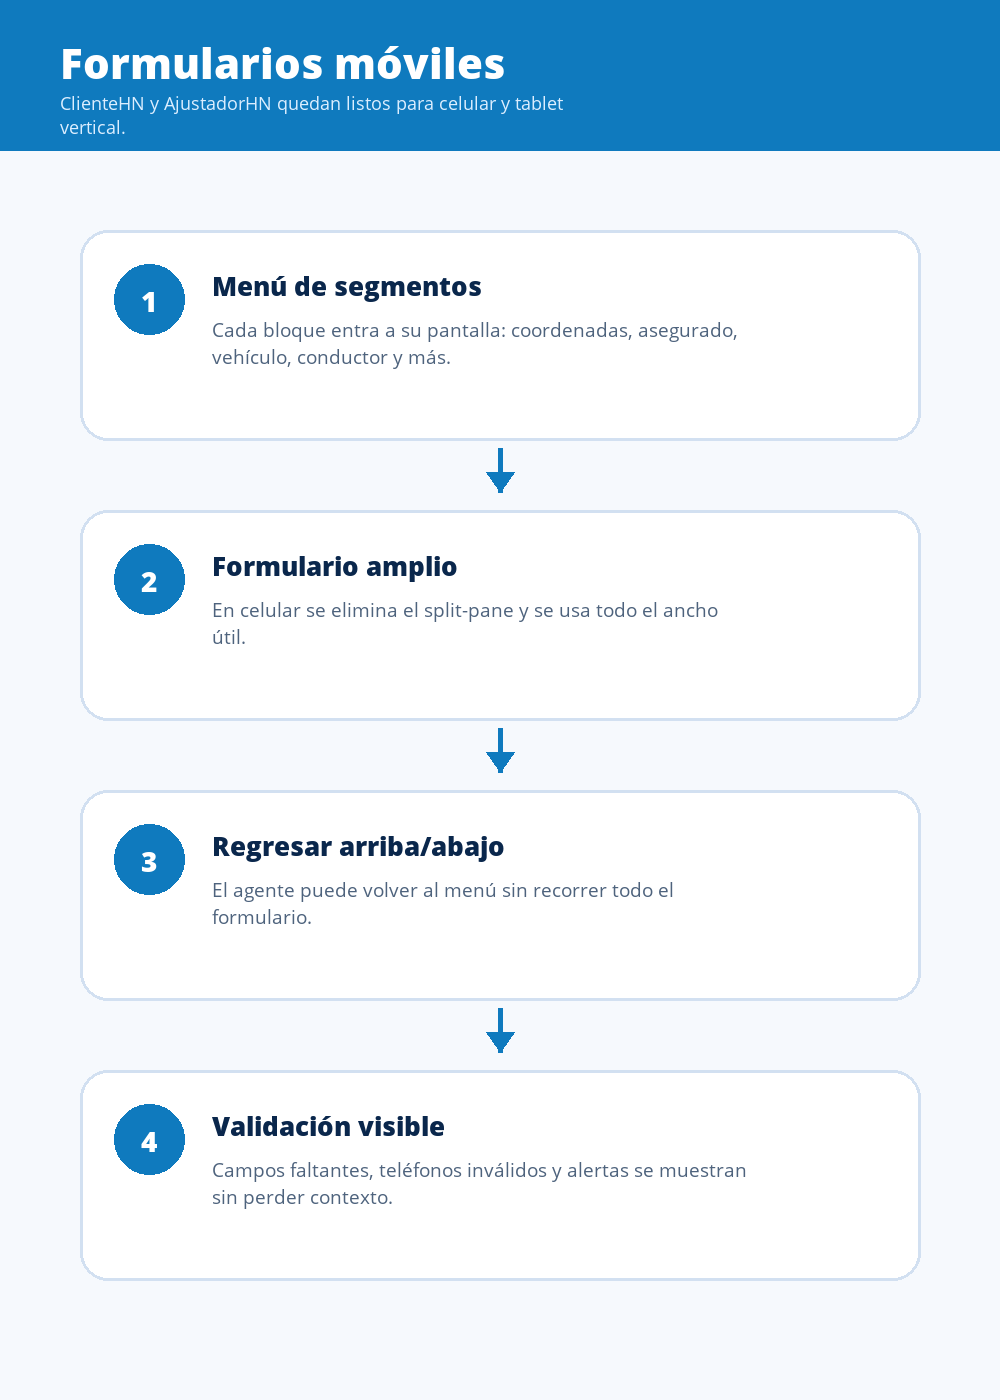 Formularios móviles
ClienteHN y AjustadorHN quedan listos para celular y tablet
vertical.
1
Menú de segmentos
Cada bloque entra a su pantalla: coordenadas, asegurado,
vehículo, conductor y más.
2
Formulario amplio
En celular se elimina el split-pane y se usa todo el ancho
útil.
3
Regresar arriba/abajo
El agente puede volver al menú sin recorrer todo el
formulario.
4
Validación visible
Campos faltantes, teléfonos inválidos y alertas se muestran
sin perder contexto.